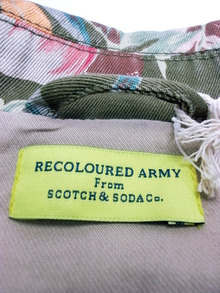 RECOLOURED ARMY
From
SCOTCH & SODA Co.